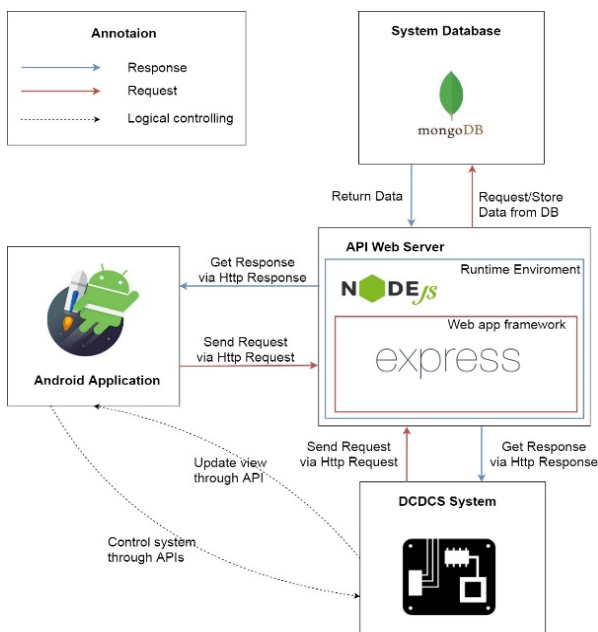 Annotaion
Response
Request
Logical controlling
System Database
mongoDB
Return Data
Request/Store
Data from DB
API Web Server
Runtime Enviroment
NODEJS
Web app framework
express
Get Response
via Http Response
Send Request
via Http Request
Android Application
Send Request
via Http Request
Get Response
via Http Response
Update view
through API
Control system
through APIs
DCDCS System